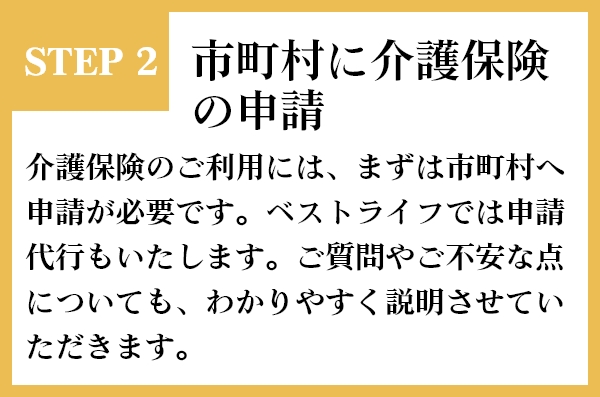 STEP 2
市町村に介護保険
の申請
介護保険のご利用には、まずは市町村へ
申請が必要です。ベストライフでは申請
代行もいたします。ご質問やご不安な点
についても、わかりやすく説明させてい
ただきます。